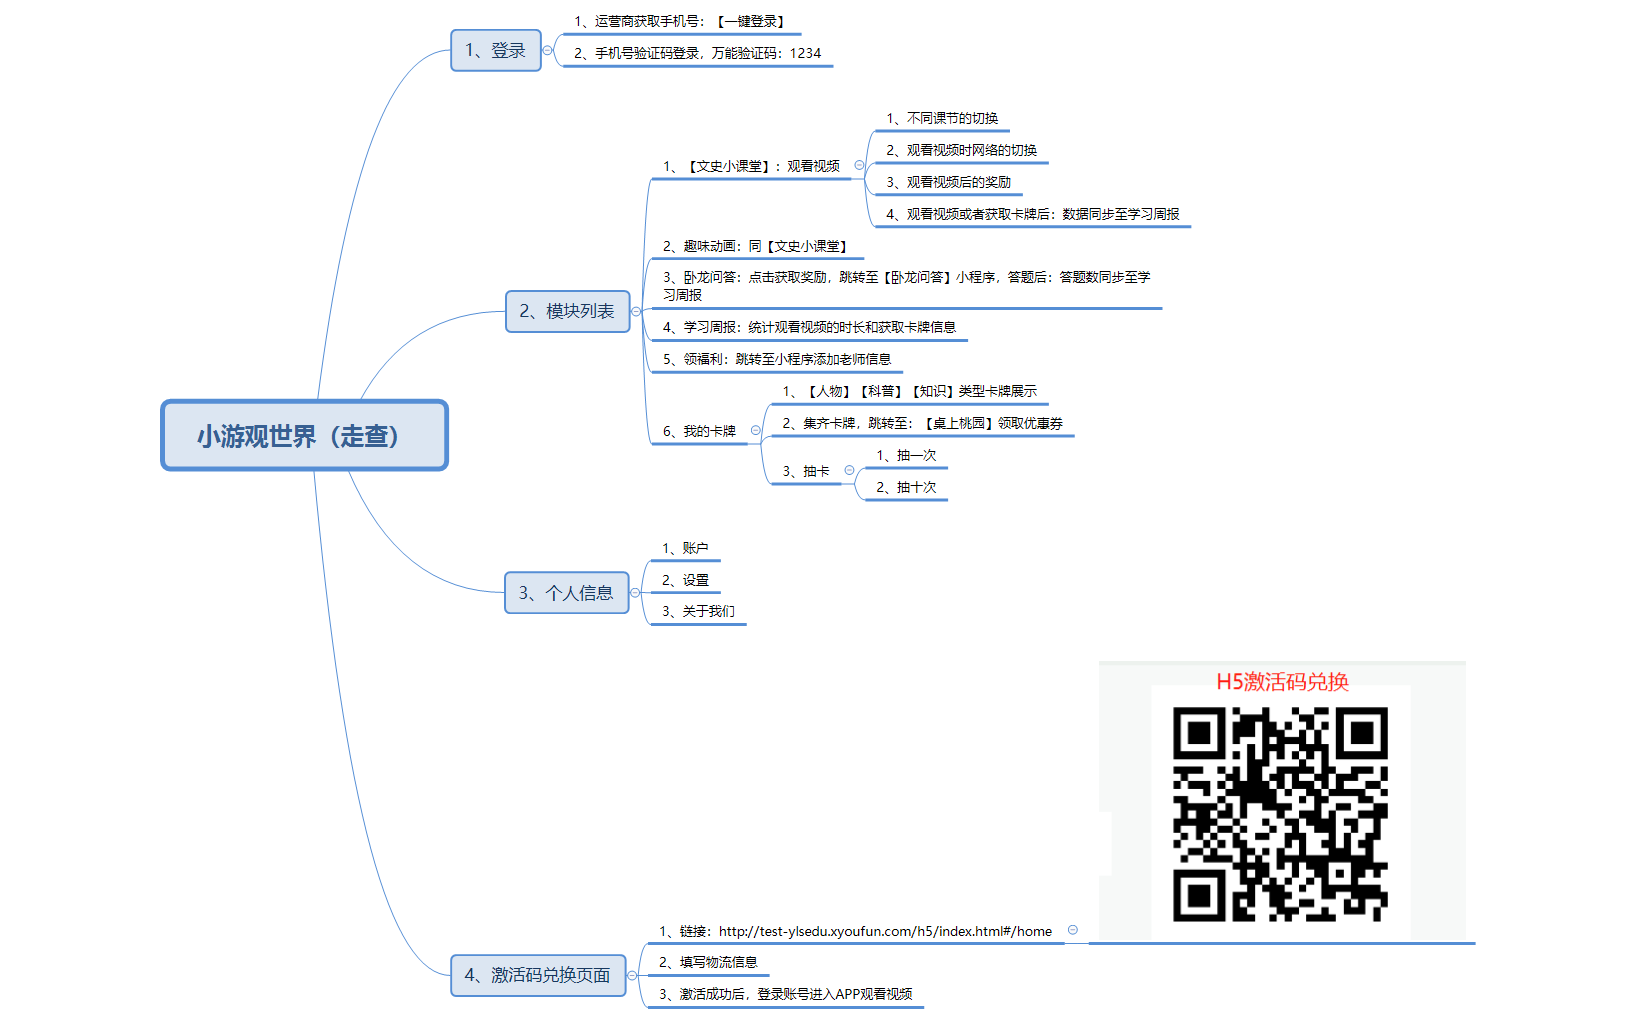 小游观世界（走查）
1、登录
1、运营商获取手机号：【一键登录】
2、手机号验证码登录，万能验证码：1234
2、模块列表
1、【文史小课堂】：观看视频
1、不同课节的切换
2、观看视频时网络的切换
3、观看视频后的奖励
4、观看视频或者获取卡牌后：数据同步至学习周报
2、趣味动画：同【文史小课堂】
3、卧龙问答：点击获取奖励，跳转至【卧龙问答】小程序，答题后：答题数同步至学
习周报
4、学习周报：统计观看视频的时长和获取卡牌信息
5、领福利：跳转至小程序添加老师信息
6、我的卡牌
1、【人物】【科普】【知识】类型卡牌展示
2、集齐卡牌，跳转至：【桌上桃园】领取优惠券
3、抽卡
1、抽一次
2、抽十次
3、个人信息
1、账户
2、设置
3、关于我们
4、激活码兑换页面
1、链接：http://test-ylsedu.xyoufun.com/h5/index.html#/home
H5激活码兑换
2、填写物流信息
3、激活成功后，登录账号进入APP观看视频